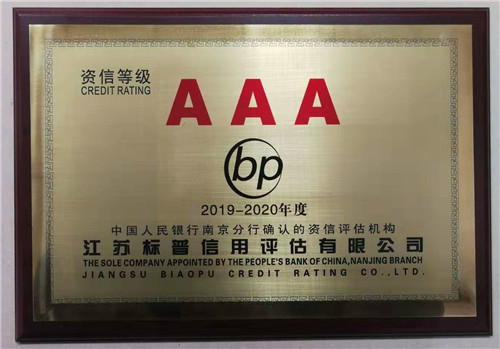 资信等级
CREDIT RATING
AAA
bp
2019-2020年度
中国人民银行南京分行确认的资信评估机构
江苏标普信用评估有限公司
THE SOLE COMPANY APPOINTED BY THE PEOPLE'S BANK OF CHINA,NANJING BRANCH
JIANGSU BIAOPU CREDIT RATING CO.,LTD.